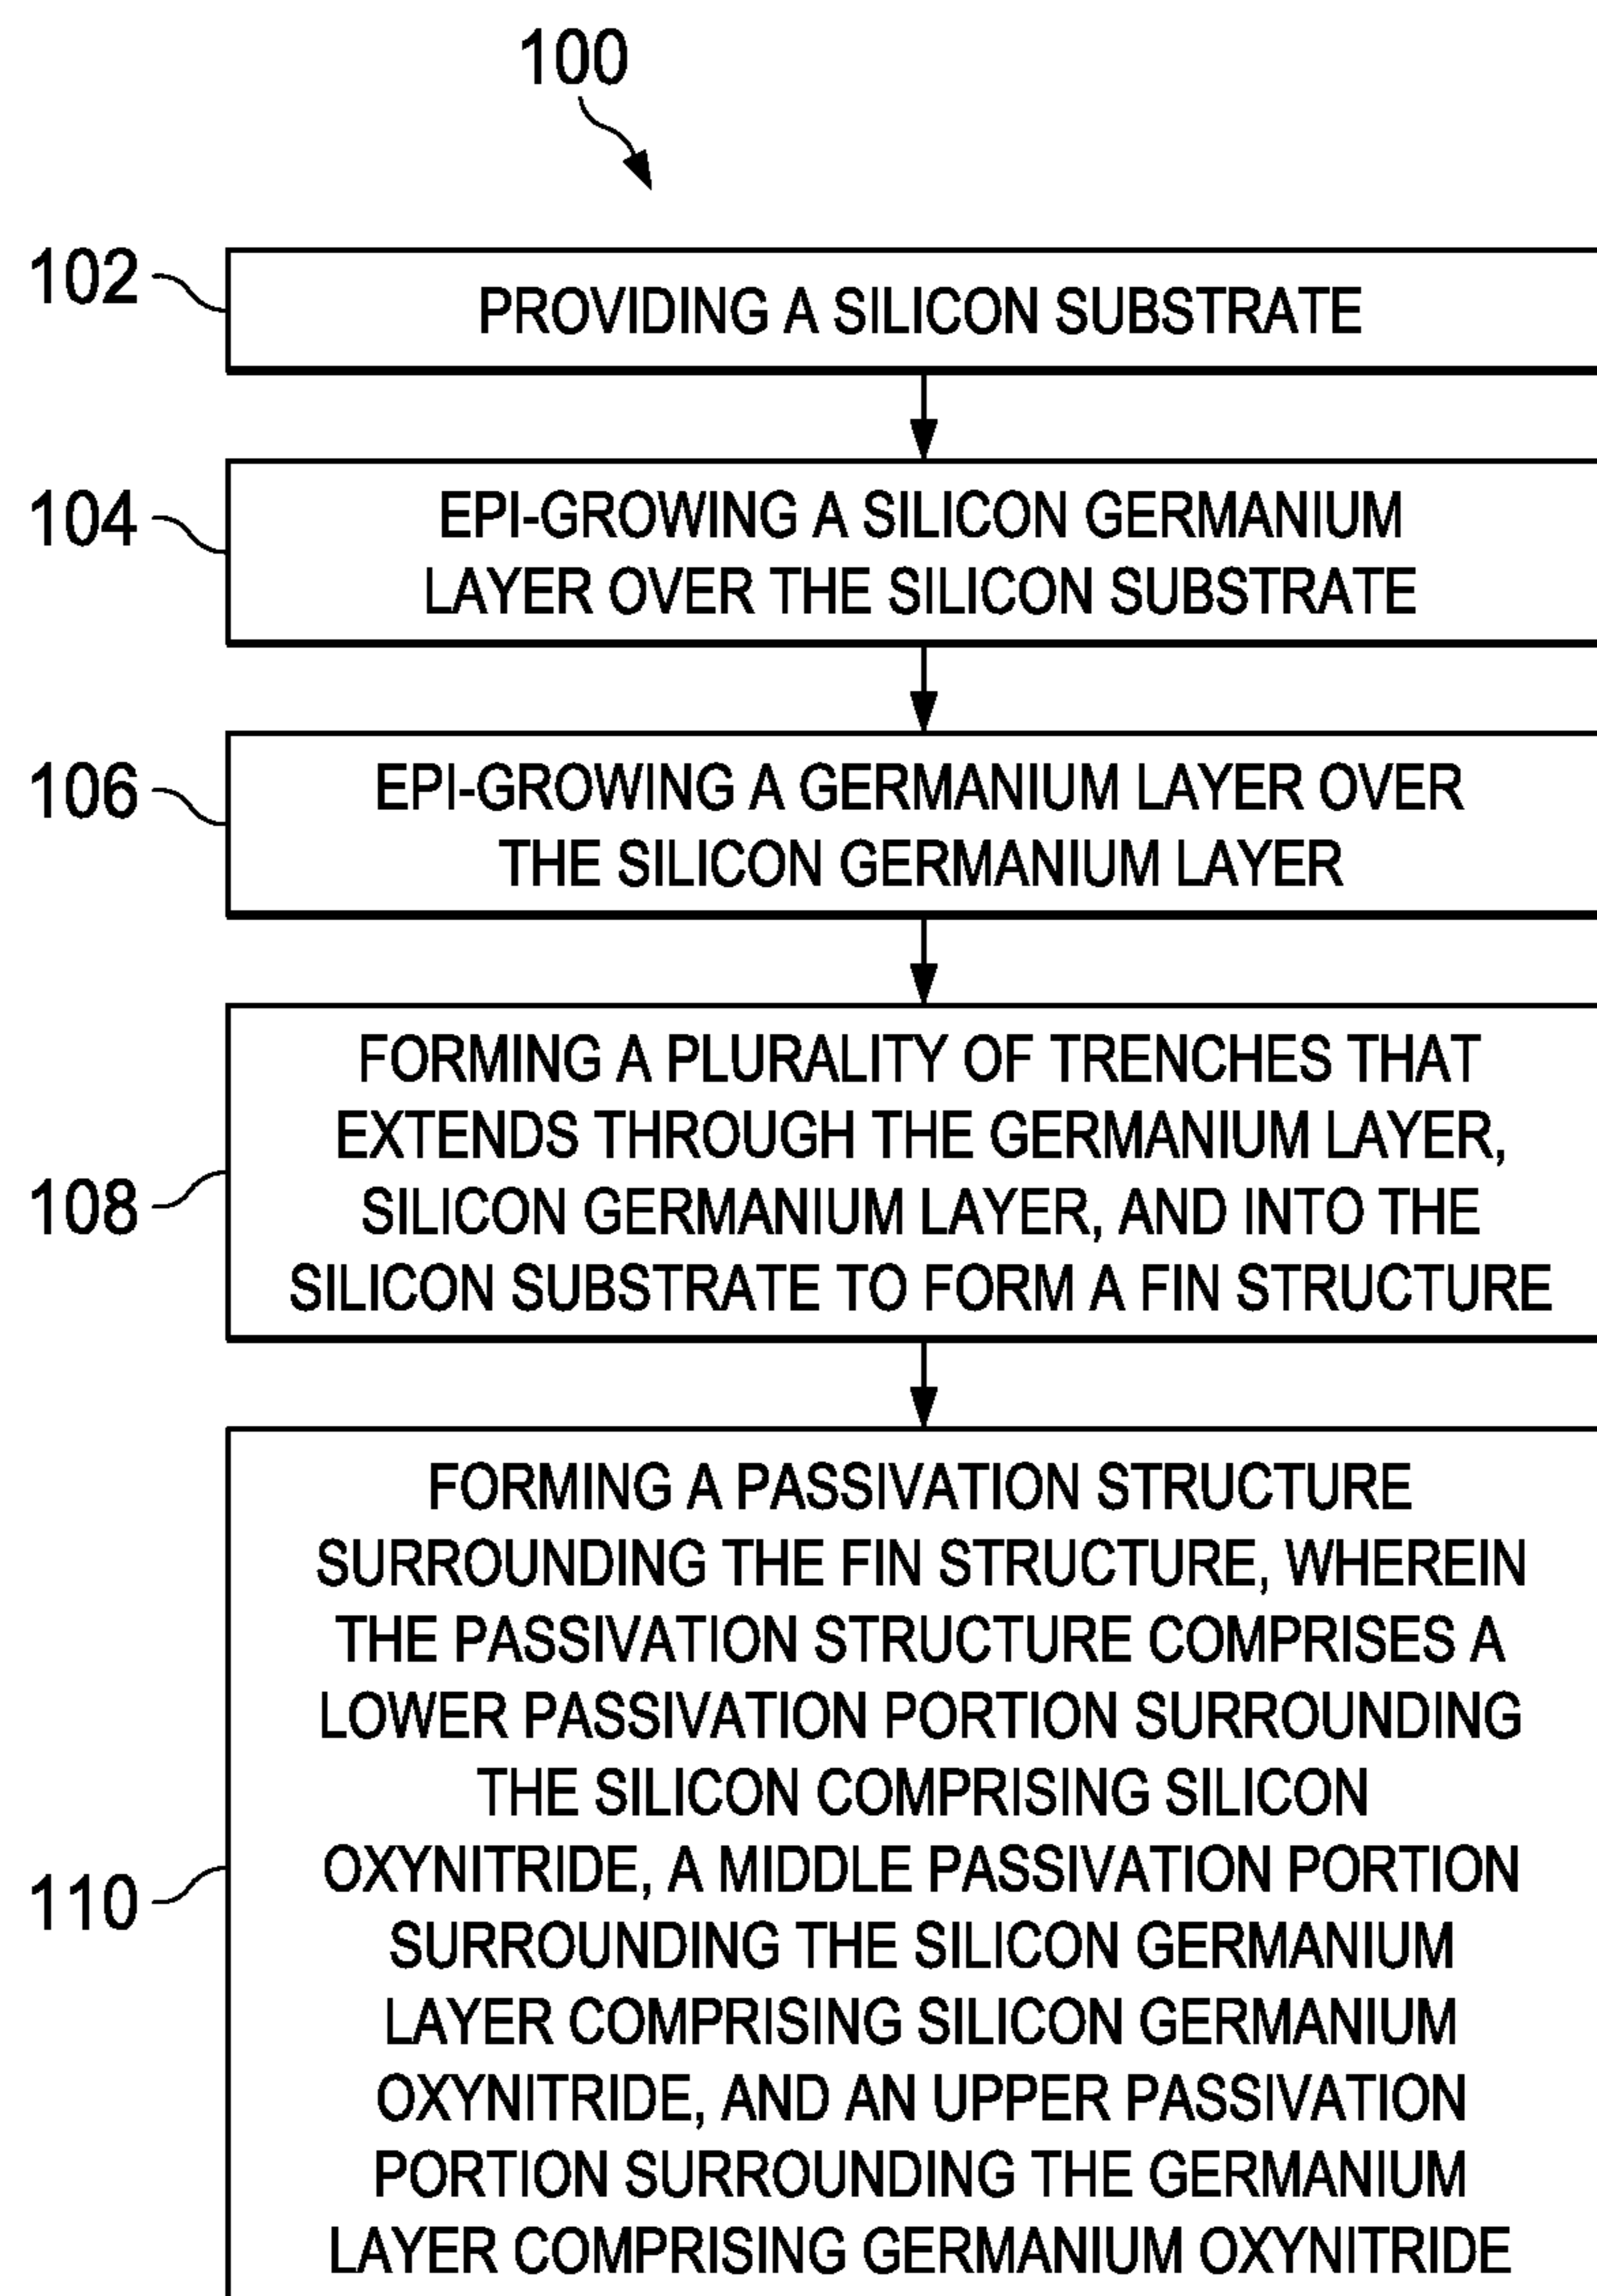 100
102
PROVIDING A SILICON SUBSTRATE
104
EPI-GROWING A SILICON GERMANIUM
LAYER OVER THE SILICON SUBSTRATE
106
EPI-GROWING A GERMANIUM LAYER OVER
THE SILICON GERMANIUM LAYER
108
FORMING A PLURALITY OF TRENCHES THAT
EXTENDS THROUGH THE GERMANIUM LAYER,
SILICON GERMANIUM LAYER, AND INTO THE
SILICON SUBSTRATE TO FORM A FIN STRUCTURE
110
FORMING A PASSIVATION STRUCTURE
SURROUNDING THE FIN STRUCTURE, WHEREIN
THE PASSIVATION STRUCTURE COMPRISES A
LOWER PASSIVATION PORTION SURROUNDING
THE SILICON COMPRISING SILICON
OXYNITRIDE, A MIDDLE PASSIVATION PORTION
SURROUNDING THE SILICON GERMANIUM
LAYER COMPRISING SILICON GERMANIUM
OXYNITRIDE, AND AN UPPER PASSIVATION
PORTION SURROUNDING THE GERMANIUM
LAYER COMPRISING GERMANIUM OXYNITRIDE